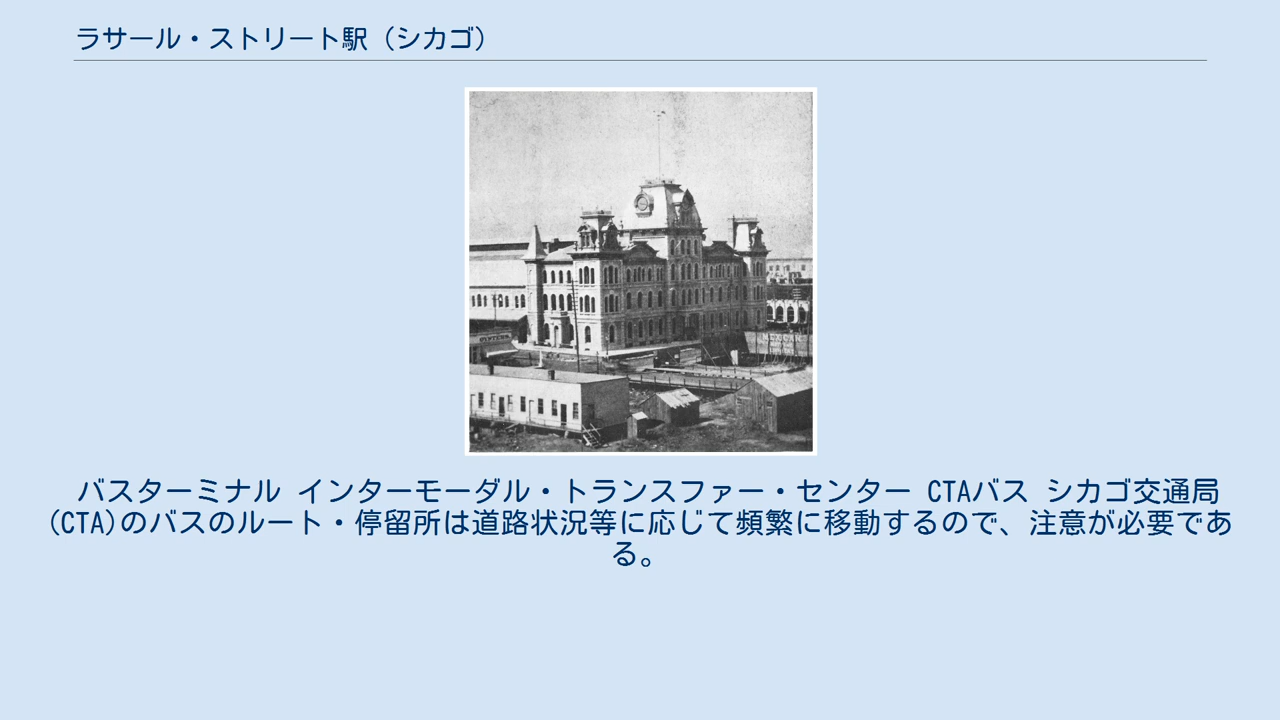 ラサール・ストリート駅（シカゴ）
バスターミナル インターモーダル・トランスファー・センター CTAバス シカゴ交通局
(CTA)のバスのルート・停留所は道路状況等に応じて頻繁に移動するので、注意が必要であ
る。